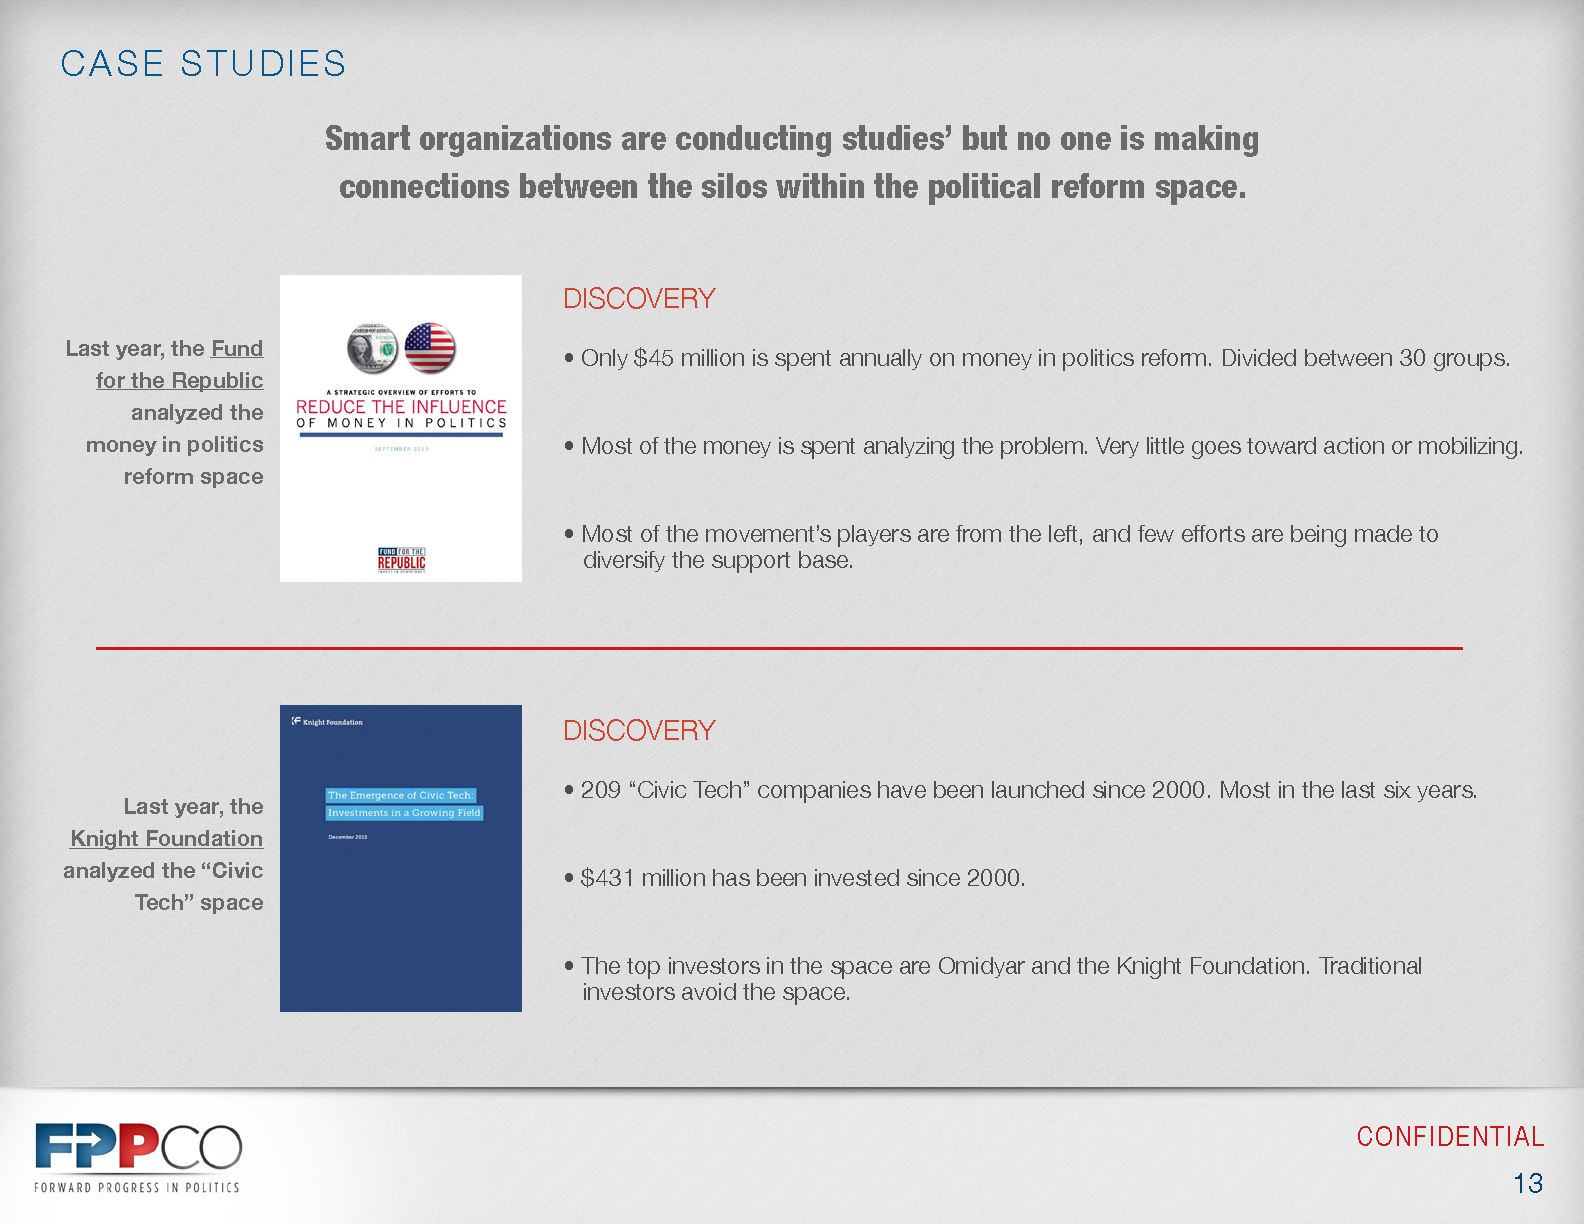 CASE STUDIES
Smart organizations are conducting studies’ but no one is making
connections between the silos within the political reform space.
Last year, the Fund
for the Republic
analyzed the
money in politics
reform space
A STRATEGIC OVERVIEW OF EFFORTS TO
REDUCE THE INFLUENCE
OF MONEY IN POLITICS
SEPTEMBER 2013
FUND FOR THE
REPUBLIC
DISCOVERY
• Only $45 million is spent annually on money in politics reform. Divided between 30 groups.
• Most of the money is spent analyzing the problem. Very little goes toward action or mobilizing.
• Most of the movement’s players are from the left, and few efforts are being made to
diversify the support base.
Last year, the
Knight Foundation
analyzed the “Civic
Tech” space
Knight Foundation
The Emergence of Civic Tech:
Investments in a Growing Field
December 2013
DISCOVERY
• 209 “Civic Tech” companies have been launched since 2000. Most in the last six years.
• $431 million has been invested since 2000.
• The top investors in the space are Omidyar and the Knight Foundation. Traditional
investors avoid the space.
FPPCO
FORWARD PROGRESS IN POLITICS
CONFIDENTIAL
13